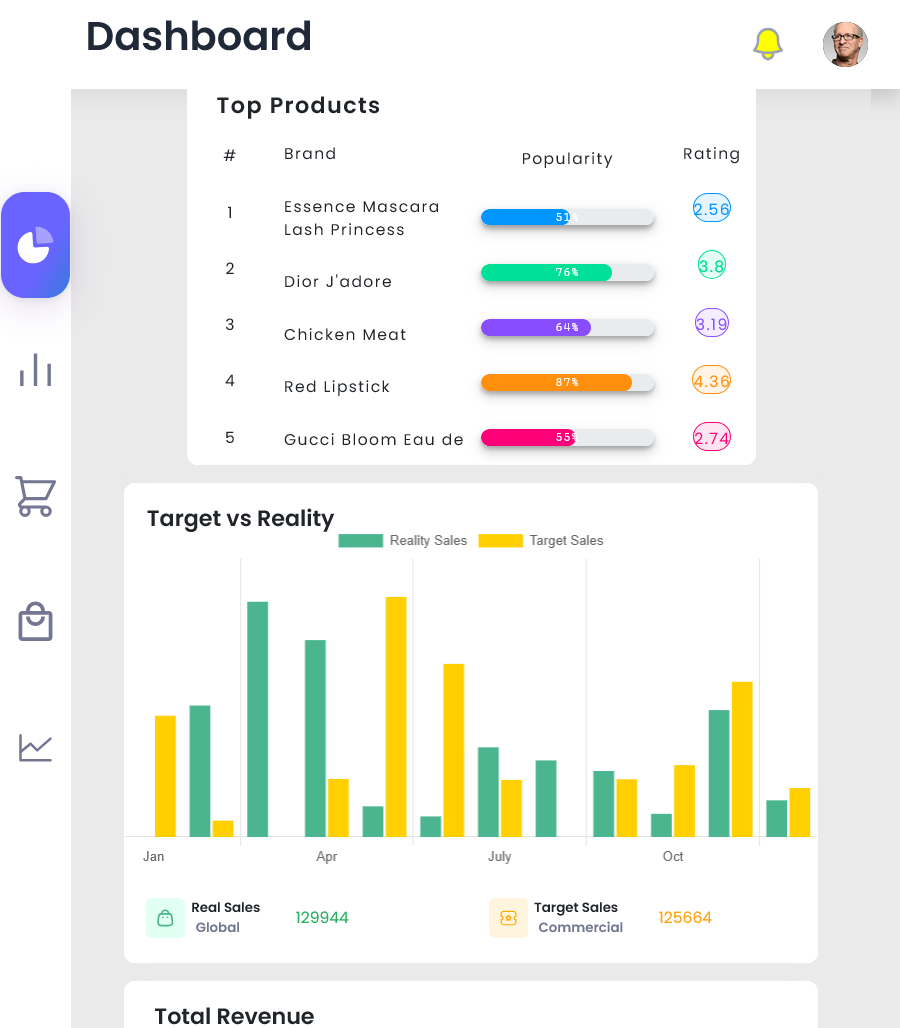 Dashboard
Top Products
# Brand Popularity Rating
1 Essence Mascara Lash Princess 51% 2.56
2 Dior J'adore 76% 3.8
3 Chicken Meat 64% 3.19
4 Red Lipstick 87% 4.36
5 Gucci Bloom Eau de 55% 2.74
Target vs Reality
Reality Sales Target Sales
Jan Apr July Oct
Real Sales
Global
129944
Target Sales
Commercial
125664
Total Revenue